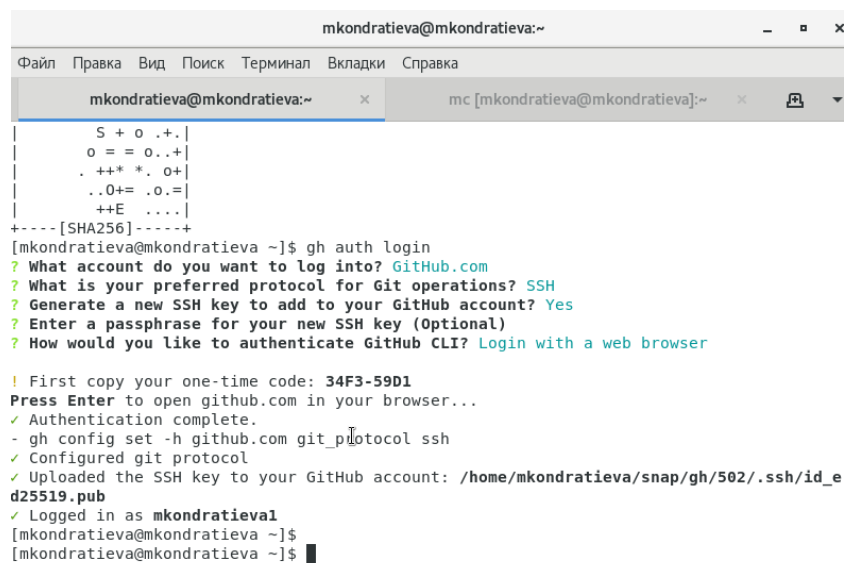 mkondratieva@mkondratieva:~
Файл Правка Вид Поиск Терминал Вкладки Справка
mkondratieva@mkondratieva:~ × mc [mkondratieva@mkondratieva]:~ ×
|        S + o .+.|
|       o = = o..+|
|      . ++* *. o+|
|       ..O+= .o.=|
|        ++E  ....|
+----[SHA256]-----+
[mkondratieva@mkondratieva ~]$ gh auth login
? What account do you want to log into? GitHub.com
? What is your preferred protocol for Git operations? SSH
? Generate a new SSH key to add to your GitHub account? Yes
? Enter a passphrase for your new SSH key (Optional)
? How would you like to authenticate GitHub CLI? Login with a web browser
! First copy your one-time code: 34F3-59D1
Press Enter to open github.com in your browser...
✓ Authentication complete.
- gh config set -h github.com git_protocol ssh
✓ Configured git protocol
✓ Uploaded the SSH key to your GitHub account: /home/mkondratieva/snap/gh/502/.ssh/id_e
d25519.pub
✓ Logged in as mkondratieva1
[mkondratieva@mkondratieva ~]$
[mkondratieva@mkondratieva ~]$